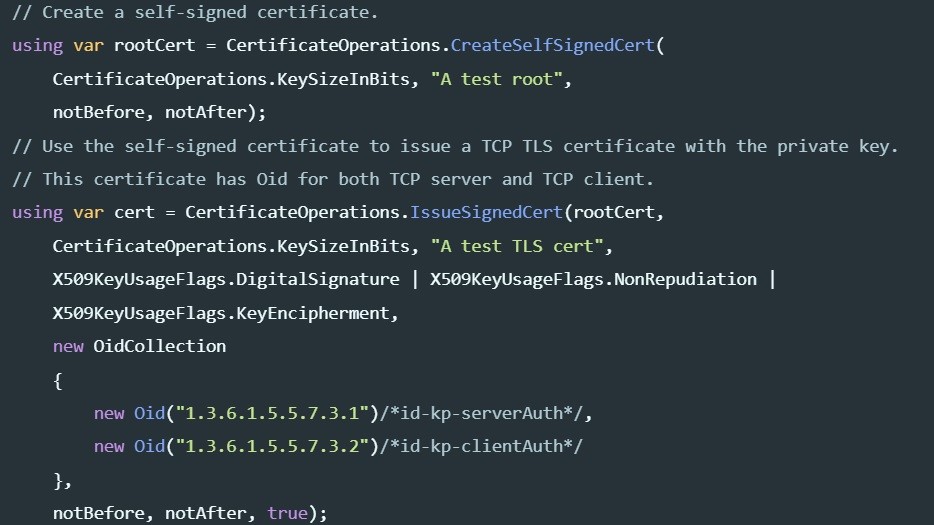 // Create a self-signed certificate.
using var rootCert = CertificateOperations.CreateSelfSignedCert(
    CertificateOperations.KeySizeInBits, "A test root",
    notBefore, notAfter);
// Use the self-signed certificate to issue a TCP TLS certificate with the private key.
// This certificate has Oid for both TCP server and TCP client.
using var cert = CertificateOperations.IssueSignedCert(rootCert,
    CertificateOperations.KeySizeInBits, "A test TLS cert",
    X509KeyUsageFlags.DigitalSignature | X509KeyUsageFlags.NonRepudiation |
    X509KeyUsageFlags.KeyEncipherment,
    new OidCollection
    {
        new Oid("1.3.6.1.5.5.7.3.1")/*id-kp-serverAuth*/,
        new Oid("1.3.6.1.5.5.7.3.2")/*id-kp-clientAuth*/
    },
    notBefore, notAfter, true);